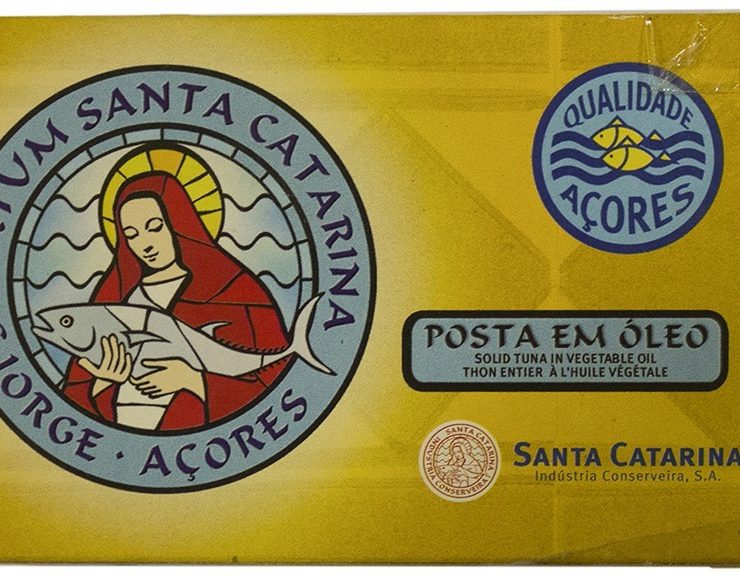 TUM SANTA CATARINA
JORGE · AÇORES
QUALIDADE
AÇORES
POSTA EM ÓLEO
SOLID TUNA IN VEGETABLE OIL
THON ENTIER À L'HUILE VÉGÉTALE
SANTA CATARINA
INDÚSTRIA CONSERVEIRA
SANTA CATARINA
Indústria Conserveira, S.A.